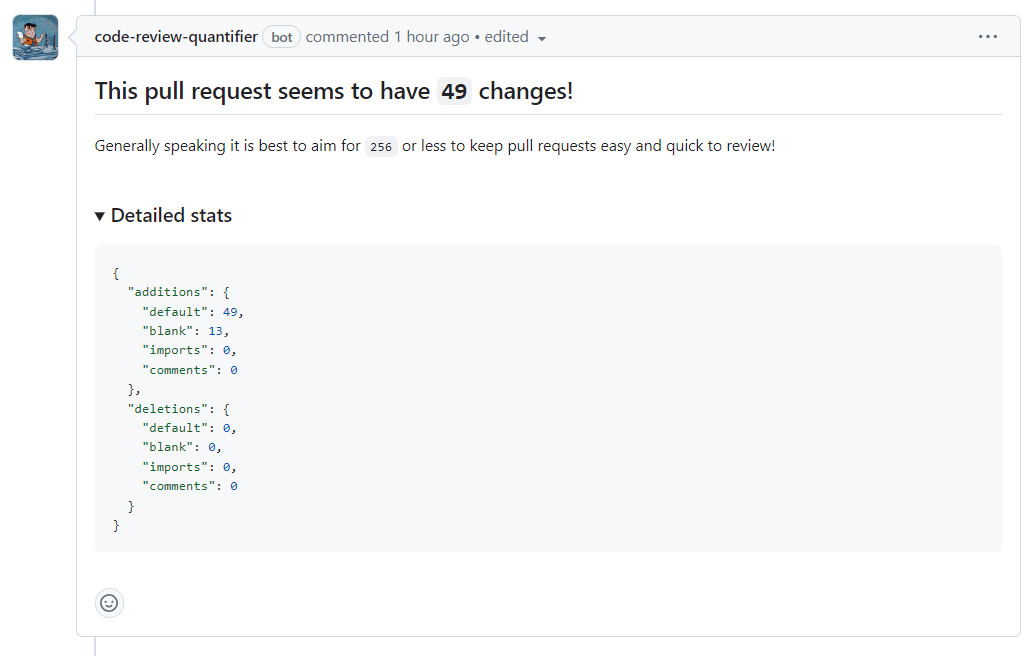 code-review-quantifier bot commented 1 hour ago • edited
This pull request seems to have 49 changes!
Generally speaking it is best to aim for 256 or less to keep pull requests easy and quick to review!
Detailed stats
{
  "additions": {
    "default": 49,
    "blank": 13,
    "imports": 0,
    "comments": 0
  },
  "deletions": {
    "default": 0,
    "blank": 0,
    "imports": 0,
    "comments": 0
  }
}